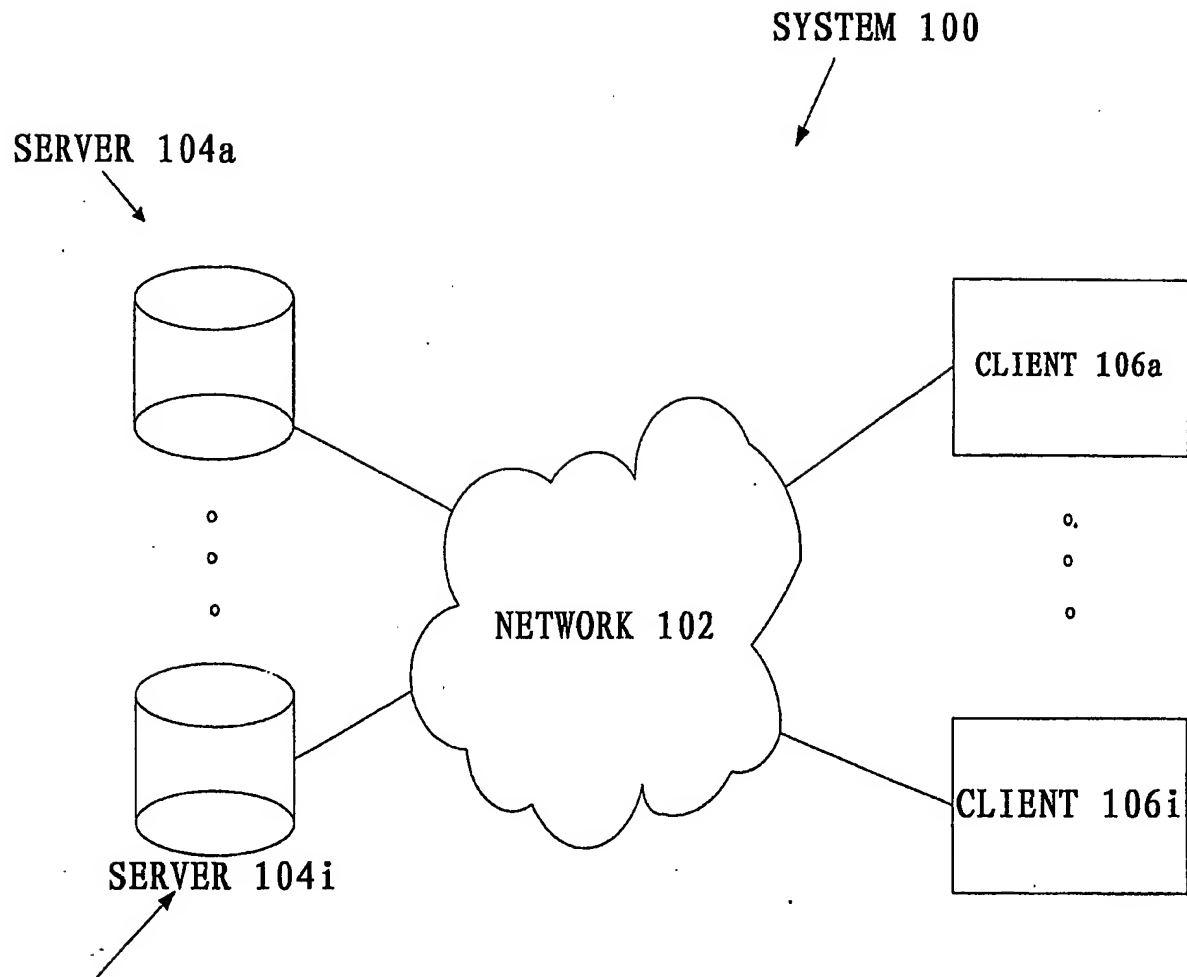 SYSTEM 100
SERVER 104a
CLIENT 106a
NETWORK 102
CLIENT 106i
SERVER 104i